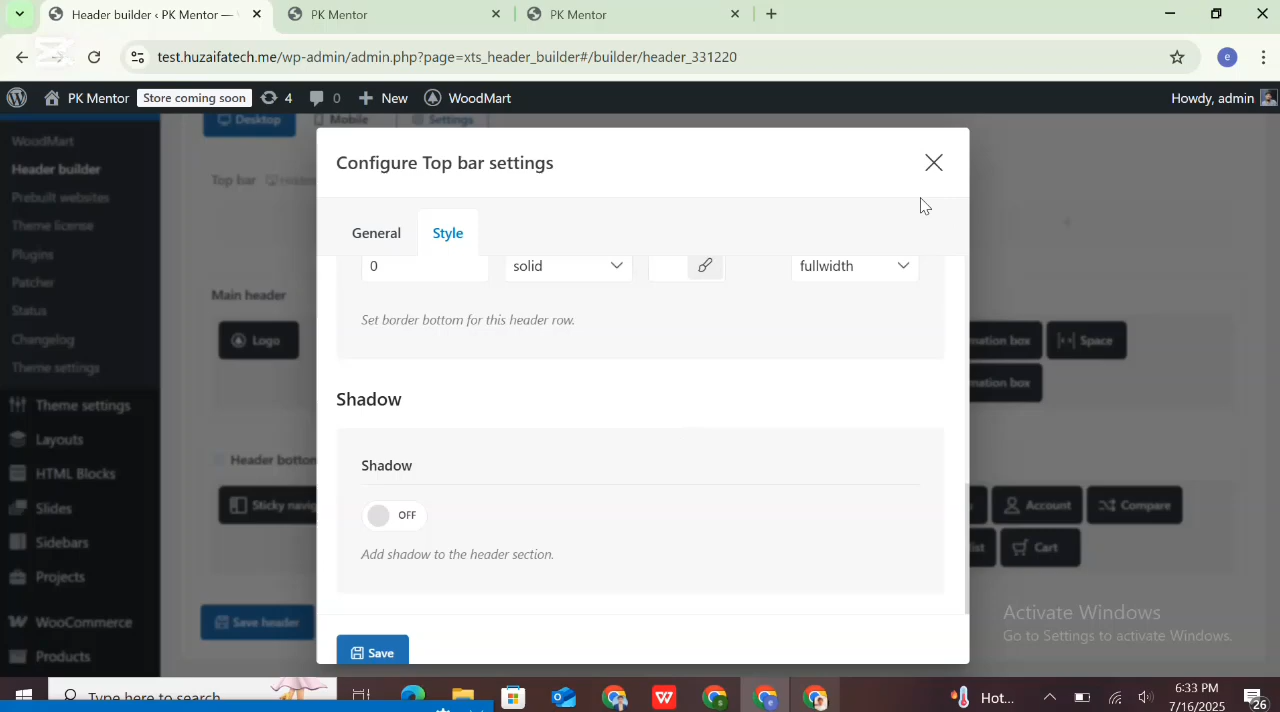 Header builder ‹ PK Mentor —
PK Mentor
PK Mentor
test.huzaifatech.me/wp-admin/admin.php?page=xts_header_builder#/builder/header_331220
e
PK Mentor
Store coming soon
4
0
New
WoodMart
Howdy, admin
WoodMart
Header builder
Prebuilt websites
Theme license
Plugins
Patcher
Status
Changelog
Theme settings
Theme settings
Layouts
HTML Blocks
Slides
Sidebars
Projects
WooCommerce
Products
Desktop
Mobile
Settings
Top bar
Main header
Logo
Space
Header bottom
Account
Compare
Cart
Save header
Configure Top bar settings
General
Style
0
solid
fullwidth
Set border bottom for this header row.
Shadow
Shadow
OFF
Add shadow to the header section.
Save
Activate Windows
Go to Settings to activate Windows.
Type here to search
Hot...
6:33 PM
7/16/2025
26